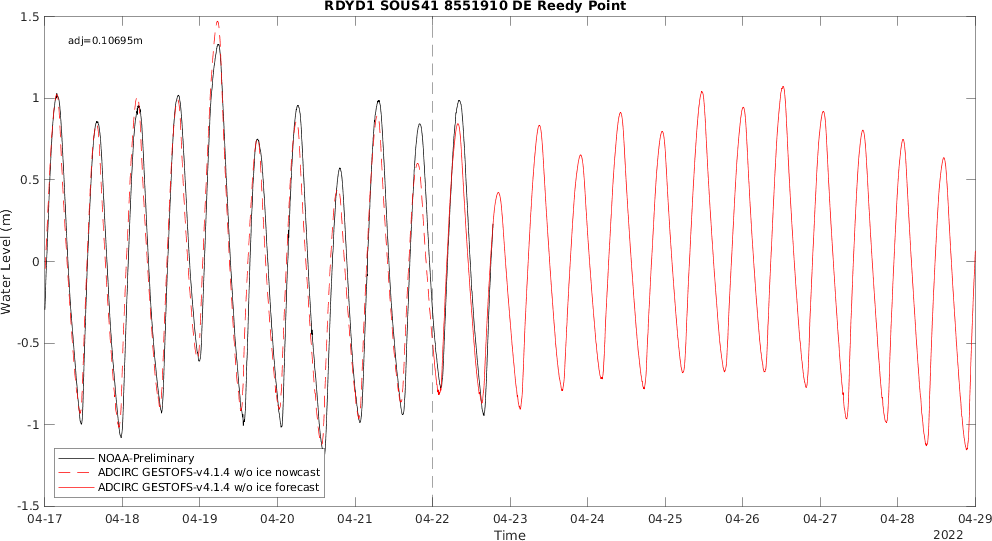 RDYD1 SOUS41 8551910 DE Reedy Point
adj=0.10695m
1.5
1
0.5
0
-0.5
-1
-1.5
Water Level (m)
NOAA-Preliminary
ADCIRC GESTOFS-v4.1.4 w/o ice nowcast
ADCIRC GESTOFS-v4.1.4 w/o ice forecast
04-17 04-18 04-19 04-20 04-21 04-22 04-23 04-24 04-25 04-26 04-27 04-28 04-29
Time
2022